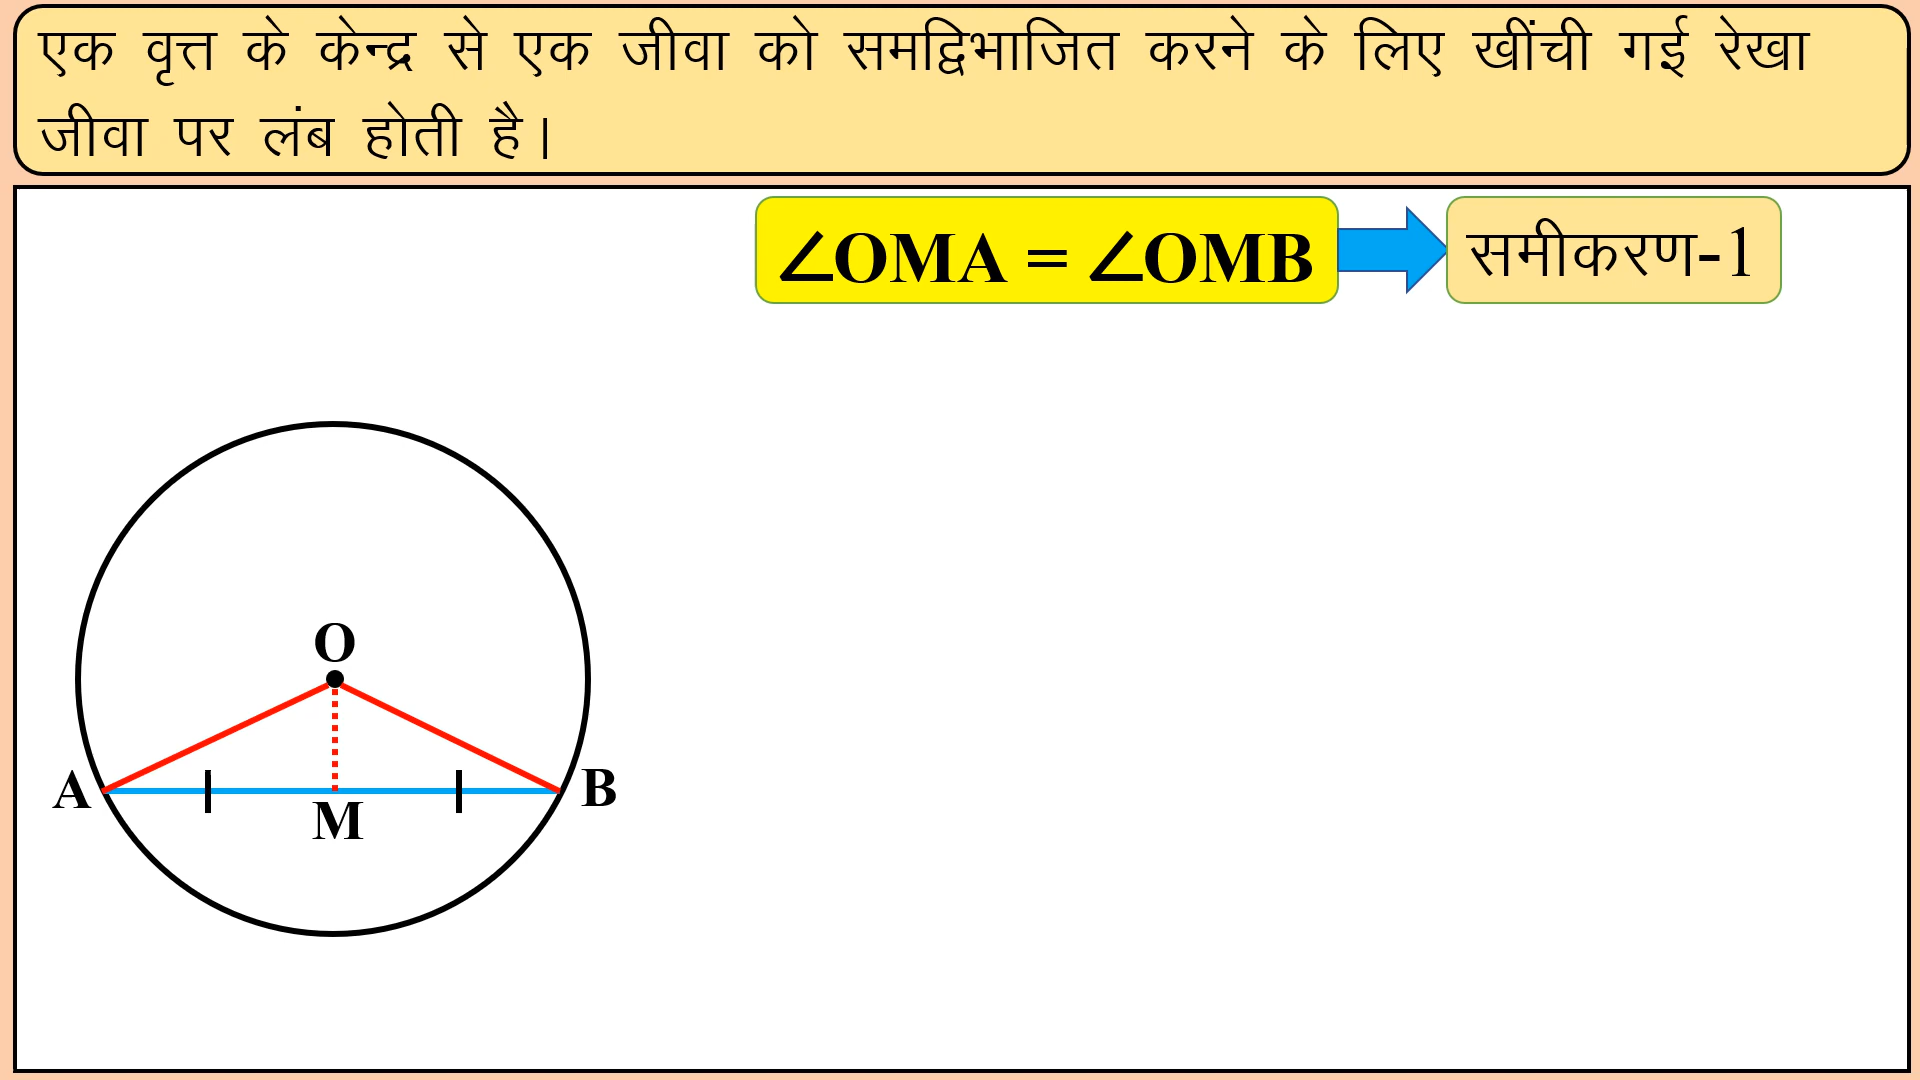 एक वृत्त के केन्द्र से एक जीवा को समद्विभाजित करने के लिए खींची गई रेखा
जीवा पर लंब होती है।
∠OMA = ∠OMB
समीकरण-1
O
A
B
M